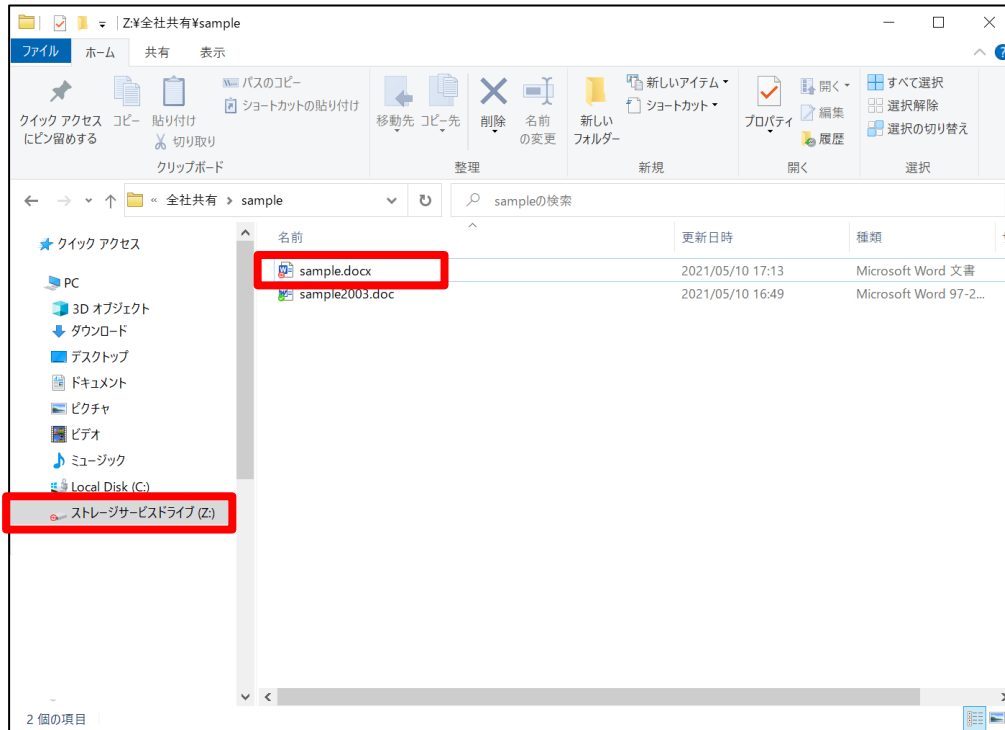 Z:¥全社共有¥sample
ファイル ホーム 共有 表示
クイック アクセス
にピン留めする
コピー
貼り付け
パスのコピー
ショートカットの貼り付け
切り取り
クリップボード
移動先 コピー先
削除
名前
の変更
整理
新しい
フォルダー
新しいアイテム
ショートカット
新規
プロパティ
開く
編集
履歴
開く
すべて選択
選択解除
選択の切り替え
選択
« 全社共有 > sample
sampleの検索
名前 更新日時 種類
sample.docx 2021/05/10 17:13 Microsoft Word 文書
sample2003.doc 2021/05/10 16:49 Microsoft Word 97-2...
クイック アクセス
PC
3D オブジェクト
ダウンロード
デスクトップ
ドキュメント
ピクチャ
ビデオ
ミュージック
Local Disk (C:)
ストレージサービスドライブ (Z:)
2 個の項目